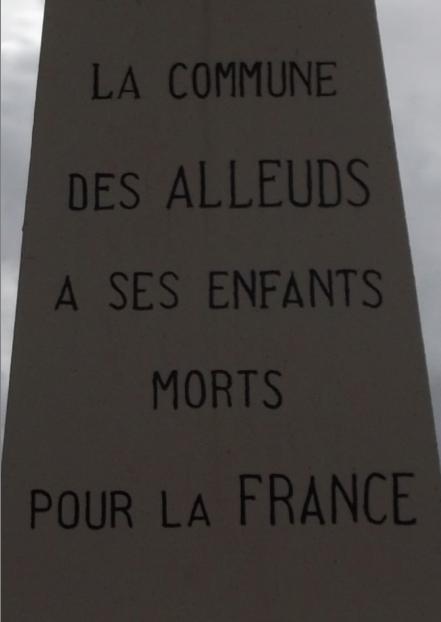 LA COMMUNE
DES ALLEUDS
A SES ENFANTS
MORTS
POUR LA FRANCE